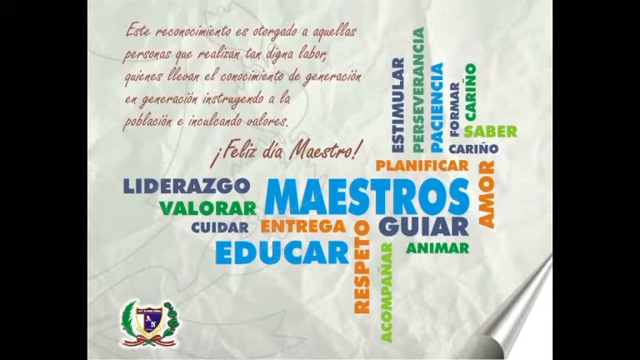 Este reconocimiento es otorgado a aquellas
personas que realizan tan digna labor,
quienes llevan el conocimiento de generación
en generación instruyendo a la
población e inculcando valores.
¡Feliz día Maestro!
ESTIMULAR
PERSEVERANCIA
PACIENCIA
FORMAR
CARIÑO
SABER
CARIÑO
PLANIFICAR
AMOR
LIDERAZGO
MAESTROS
VALORAR
CUIDAR
ENTREGA
GUIAR
EDUCAR
RESPETO
ACOMPAÑAR
ANIMAR
A N